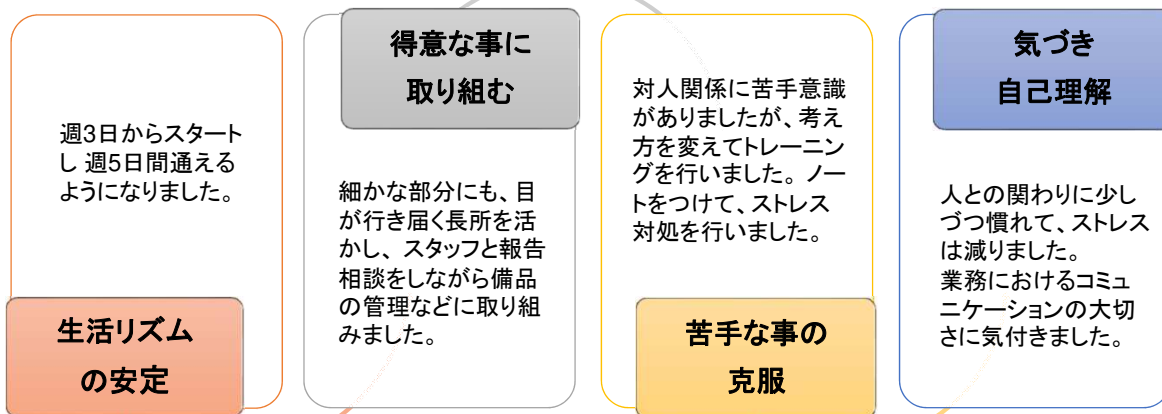 週3日からスタート
し 週5日間通える
ようになりました。
生活リズム
の安定
得意な事に
取り組む
細かな部分にも、目
が行き届く長所を活
かし、スタッフと報告
相談をしながら備品
の管理などに取り組
みました。
対人関係に苦手意識
がありましたが、考え
方を変えてトレーニン
グを行いました。ノー
トをつけて、ストレス
対処を行いました。
苦手な事の
克服
気づき
自己理解
人との関わりに少し
づつ慣れて、ストレス
は減りました。
業務におけるコミュ
ニケーションの大切
さに気付きました。